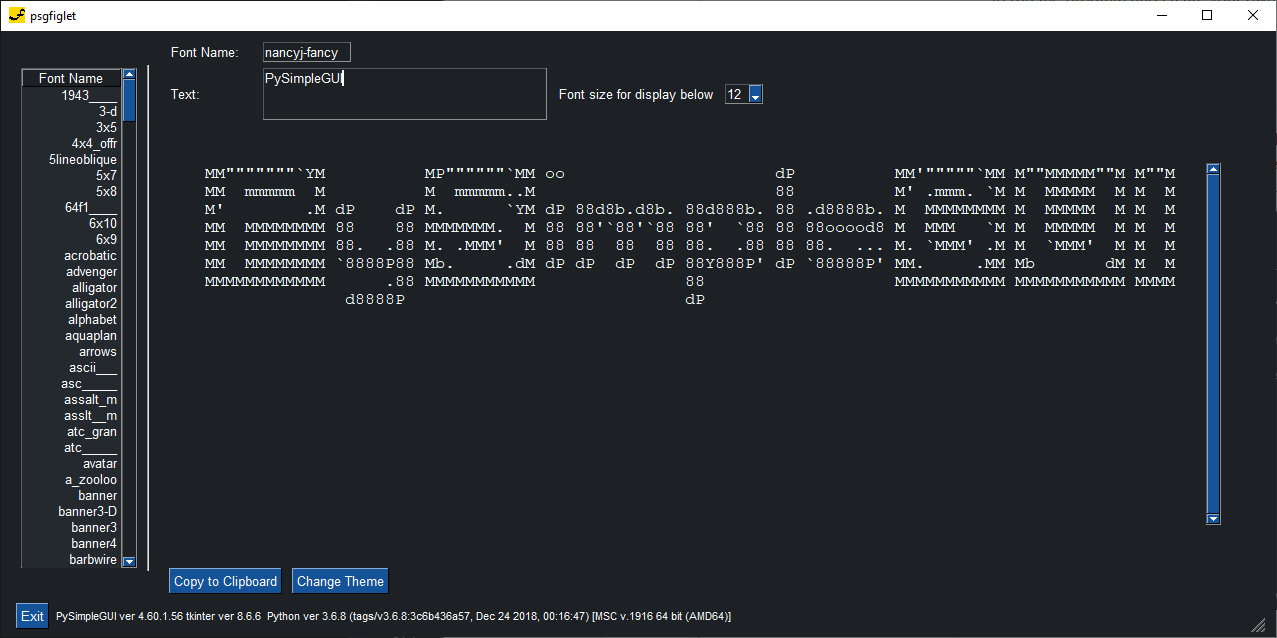 psgfiglet
Font Name: nancyj-fancy
Text: PySimpleGUI Font size for display below 12
Font Name
1943____
3-d
3x5
4x4_offr
5lineoblique
5x7
5x8
64f1____
6x10
6x9
acrobatic
advenger
alligator
alligator2
alphabet
aquaplan
arrows
ascii___
asc_____
assalt_m
asslt__m
atc_gran
atc_____
avatar
a_zooloo
banner
banner3-D
banner3
banner4
barbwire
MM"""""""`YM          MP""""""`MM oo                     dP          MM'"""""`MM M""MMMMM""M M""M
MM  mmmmm  M          M  mmmmm..M                        88          M' .mmm. `M M  MMMMM  M M  M
M'        .M dP    dP M.      `YM dP 88d8b.d8b. 88d888b. 88 .d8888b. M  MMMMMMMM M  MMMMM  M M  M
MM  MMMMMMMM 88    88 MMMMMMM.  M 88 88'`88'`88 88'  `88 88 88ooood8 M  MMM   `M M  MMMMM  M M  M
MM  MMMMMMMM 88.  .88 M. .MMM'  M 88 88  88  88 88.  .88 88 88.  ... M. `MMM' .M M  `MMM'  M M  M
MM  MMMMMMMM `8888P88 Mb.     .dM dP dP  dP  dP 88Y888P' dP `88888P' MM.     .MM Mb       dM M  M
MMMMMMMMMMMM      .88 MMMMMMMMMMM               88                   MMMMMMMMMMM MMMMMMMMMMM MMMM
              d8888P                            dP
Copy to Clipboard Change Theme
Exit PySimpleGUI ver 4.60.1.56 tkinter ver 8.6.6 Python ver 3.6.8 (tags/v3.6.8:3c6b436a57, Dec 24 2018, 00:16:47) [MSC v.1916 64 bit (AMD64)]